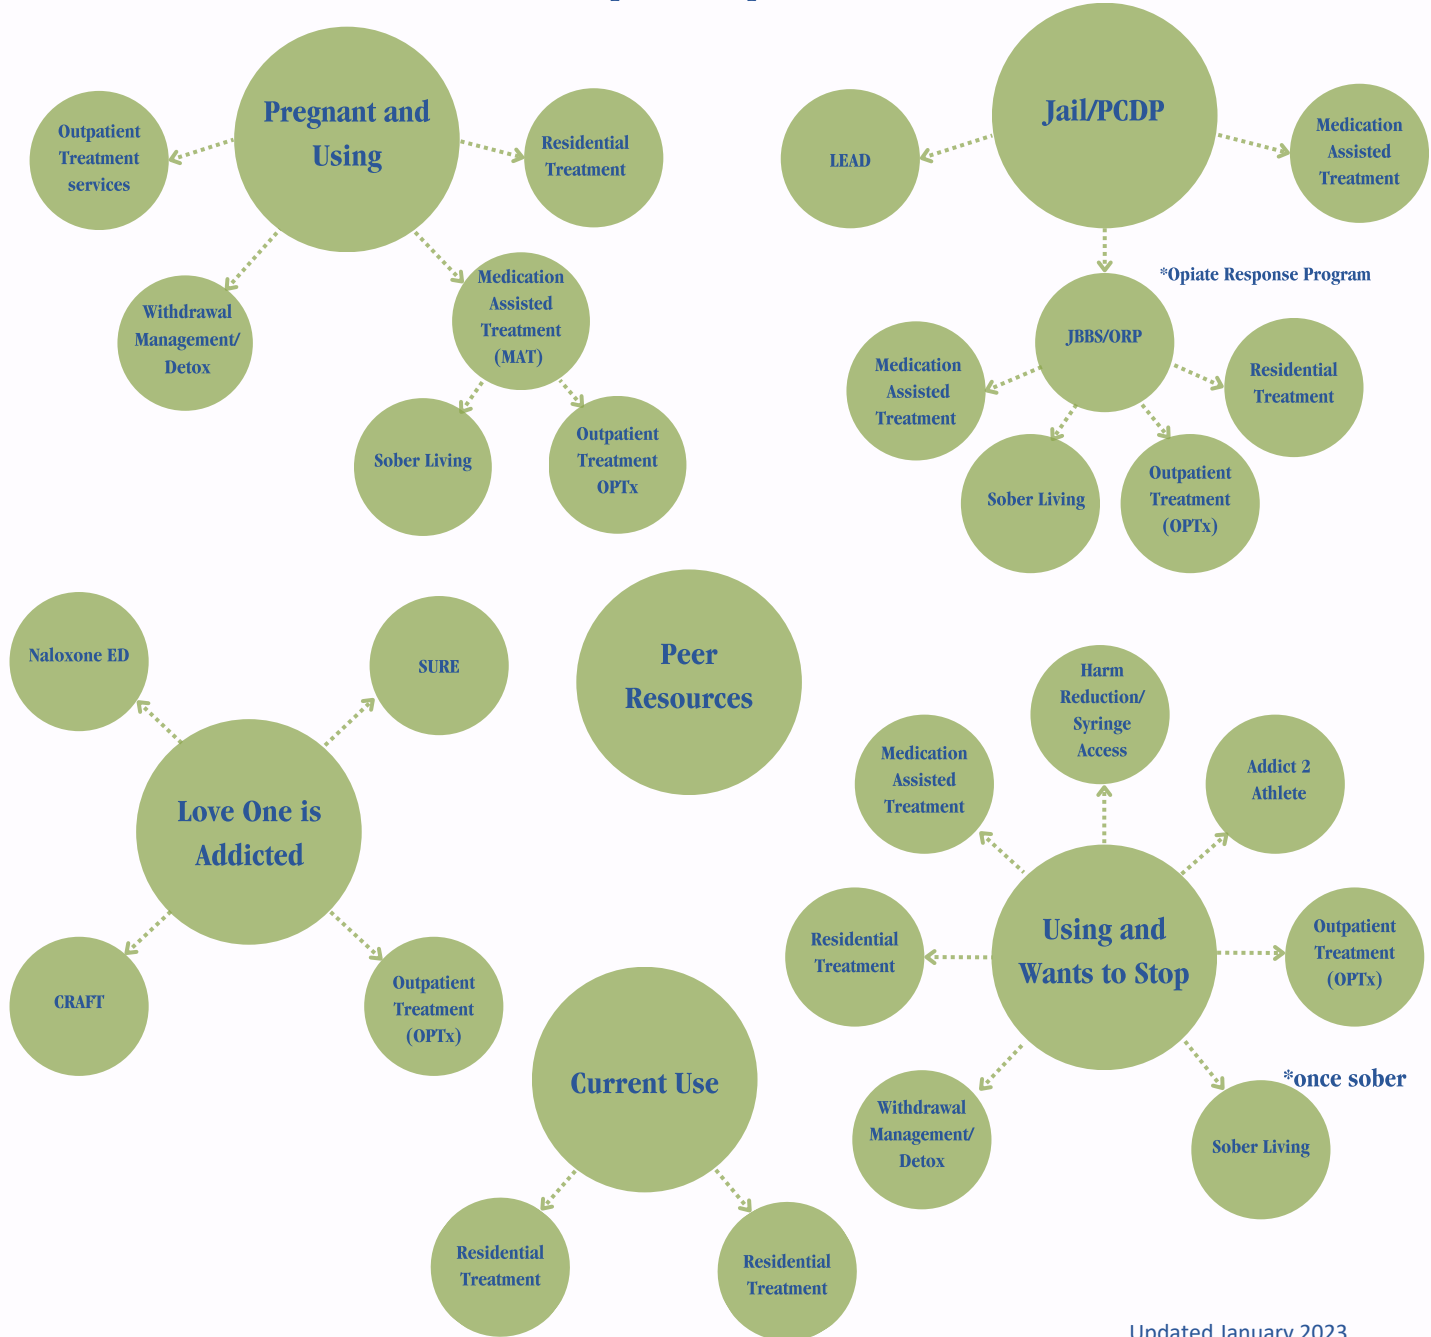 Pregnant and
Using
Outpatient
Treatment
services
Residential
Treatment
Withdrawal
Management/
Detox
Medication
Assisted
Treatment
(MAT)
Sober Living
Outpatient
Treatment
OPTx
Jail/PCDP
LEAD
Medication
Assisted
Treatment
*Opiate Response Program
JBBS/ORP
Medication
Assisted
Treatment
Residential
Treatment
Sober Living
Outpatient
Treatment
(OPTx)
Naloxone ED
SURE
Love One is
Addicted
CRAFT
Outpatient
Treatment
(OPTx)
Peer
Resources
Current Use
Residential
Treatment
Residential
Treatment
Harm
Reduction/
Syringe
Access
Medication
Assisted
Treatment
Addict 2
Athlete
Using and
Wants to Stop
Residential
Treatment
Outpatient
Treatment
(OPTx)
Withdrawal
Management/
Detox
*once sober
Sober Living
Updated January 2023